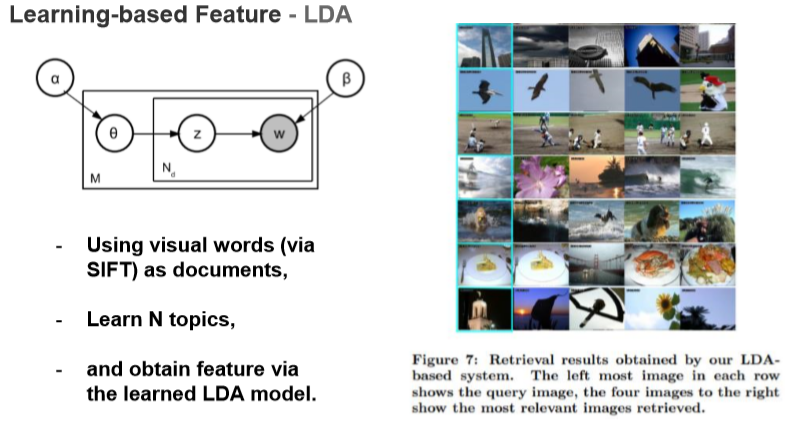 Learning-based Feature - LDA
α
β
θ
z
w
N_d
M
- Using visual words (via
SIFT) as documents,
- Learn N topics,
- and obtain feature via
the learned LDA model.
Figure 7: Retrieval results obtained by our LDA-
based system. The left most image in each row
shows the query image, the four images to the right
show the most relevant images retrieved.